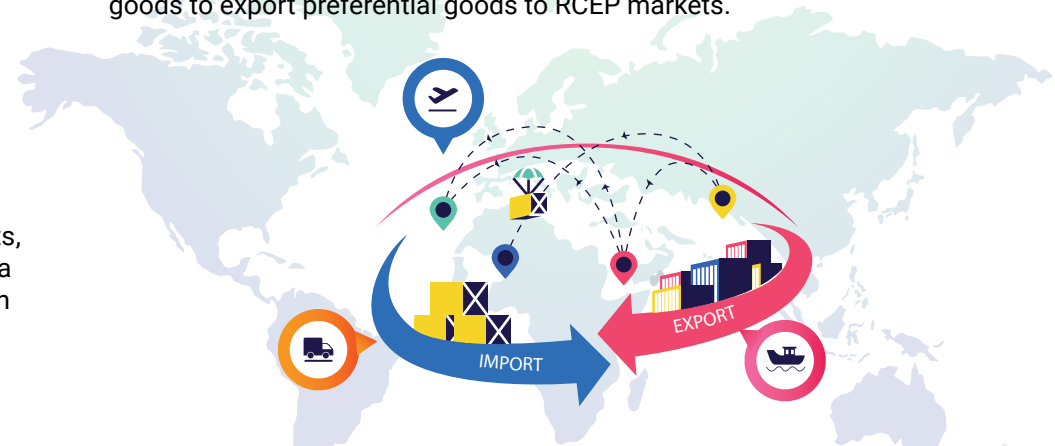 goods to export preferential goods to RCEP markets.
a
IMPORT
EXPORT